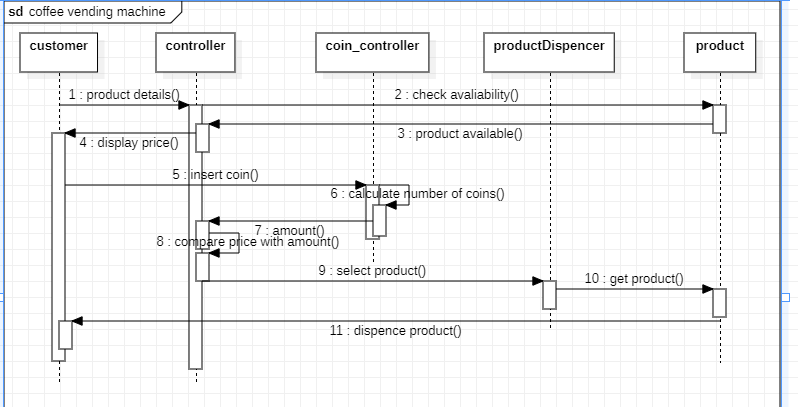 sd coffee vending machine
customer
controller
coin_controller
productDispencer
product
1 : product details()
2 : check avaliability()
3 : product available()
4 : display price()
5 : insert coin()
6 : calculate number of coins()
7 : amount()
8 : compare price with amount()
9 : select product()
10 : get product()
11 : dispence product()